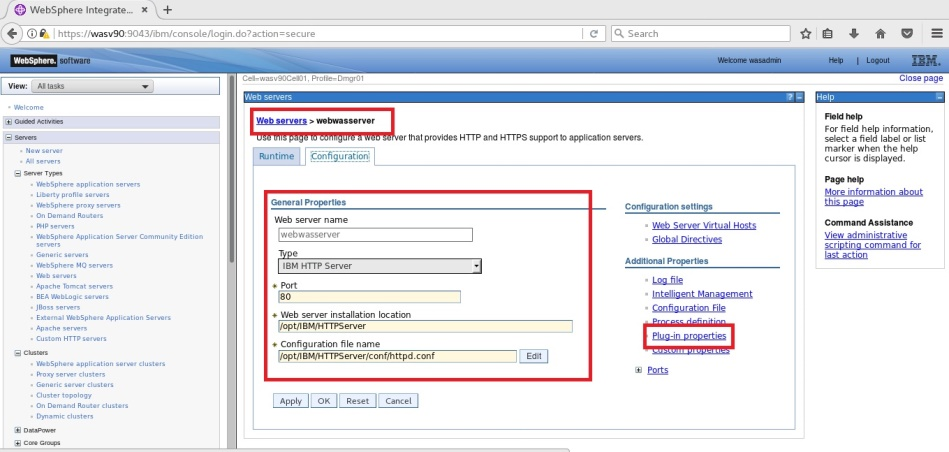 WebSphere Integrate...
https://wasv90:9043/ibm/console/login.do?action=secure
Search
WebSphere. software
Welcome wasadmin
Help | Logout
IBM.
View: All tasks
Welcome
Guided Activities
Servers
New server
All servers
Server Types
WebSphere application servers
Liberty profile servers
WebSphere proxy servers
On Demand Routers
PHP servers
WebSphere Application Server Community Edition
servers
Generic servers
WebSphere MQ servers
Web servers
Apache Tomcat servers
BEA WebLogic servers
JBoss servers
External WebSphere Application Servers
Apache servers
Custom HTTP servers
Clusters
WebSphere application server clusters
Proxy server clusters
Generic server clusters
Cluster topology
On Demand Router clusters
Dynamic clusters
DataPower
Core Groups
Cell=wasv90Cell01, Profile=Dmgr01
Close page
Web servers
Web servers > webwasserver
Use this page to configure a web server that provides HTTP and HTTPS support to application servers.
Runtime
Configuration
General Properties
Web server name
webwasserver
Type
IBM HTTP Server
* Port
80
* Web server installation location
/opt/IBM/HTTPServer
* Configuration file name
/opt/IBM/HTTPServer/conf/httpd.conf
Edit
Apply
OK
Reset
Cancel
Configuration settings
Web Server Virtual Hosts
Global Directives
Additional Properties
Log file
Intelligent Management
Configuration File
Process definition
Plug-in properties
Custom properties
Ports
Help
Field help
For field help information,
select a field label or list
marker when the help
cursor is displayed.
Page help
More information about
this page
Command Assistance
View administrative
scripting command for
last action